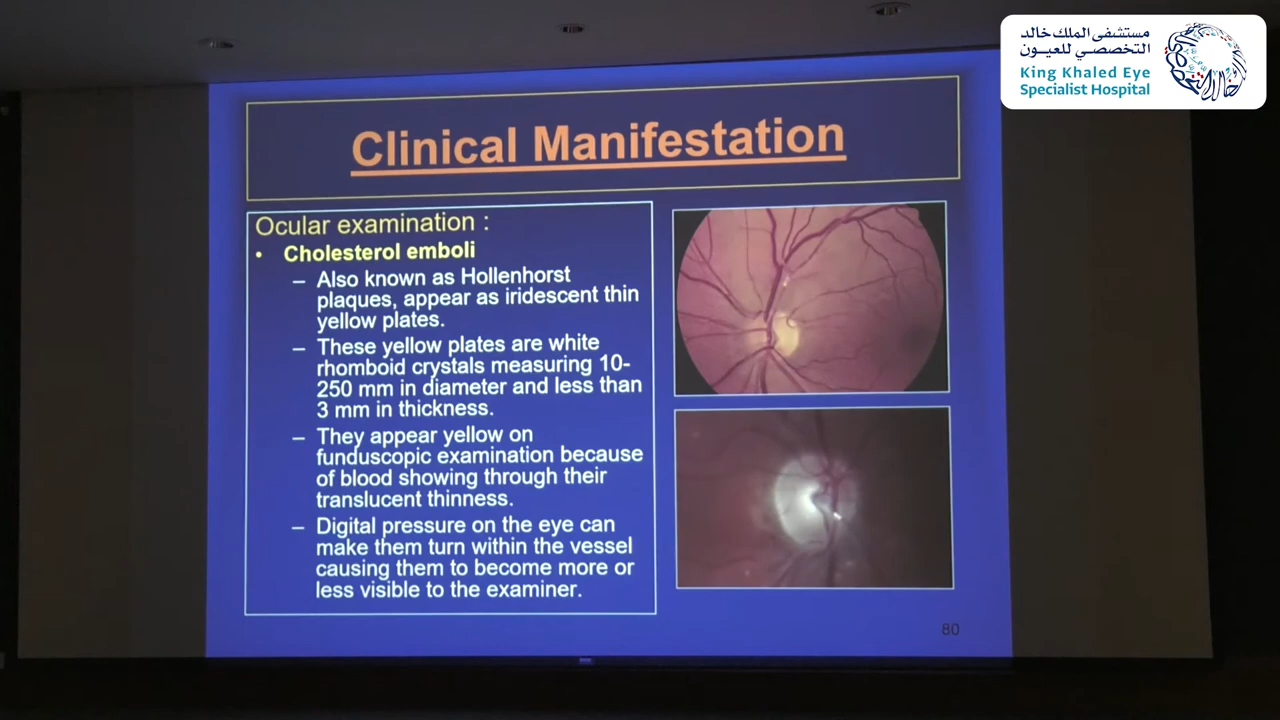 مستشفى الملك خالد
التخصصي للعيون
King Khaled Eye
Specialist Hospital
Clinical Manifestation
Ocular examination :
• Cholesterol emboli
– Also known as Hollenhorst
plaques, appear as iridescent thin
yellow plates.
– These yellow plates are white
rhomboid crystals measuring 10-
250 mm in diameter and less than
3 mm in thickness.
– They appear yellow on
funduscopic examination because
of blood showing through their
translucent thinness.
– Digital pressure on the eye can
make them turn within the vessel
causing them to become more or
less visible to the examiner.
80